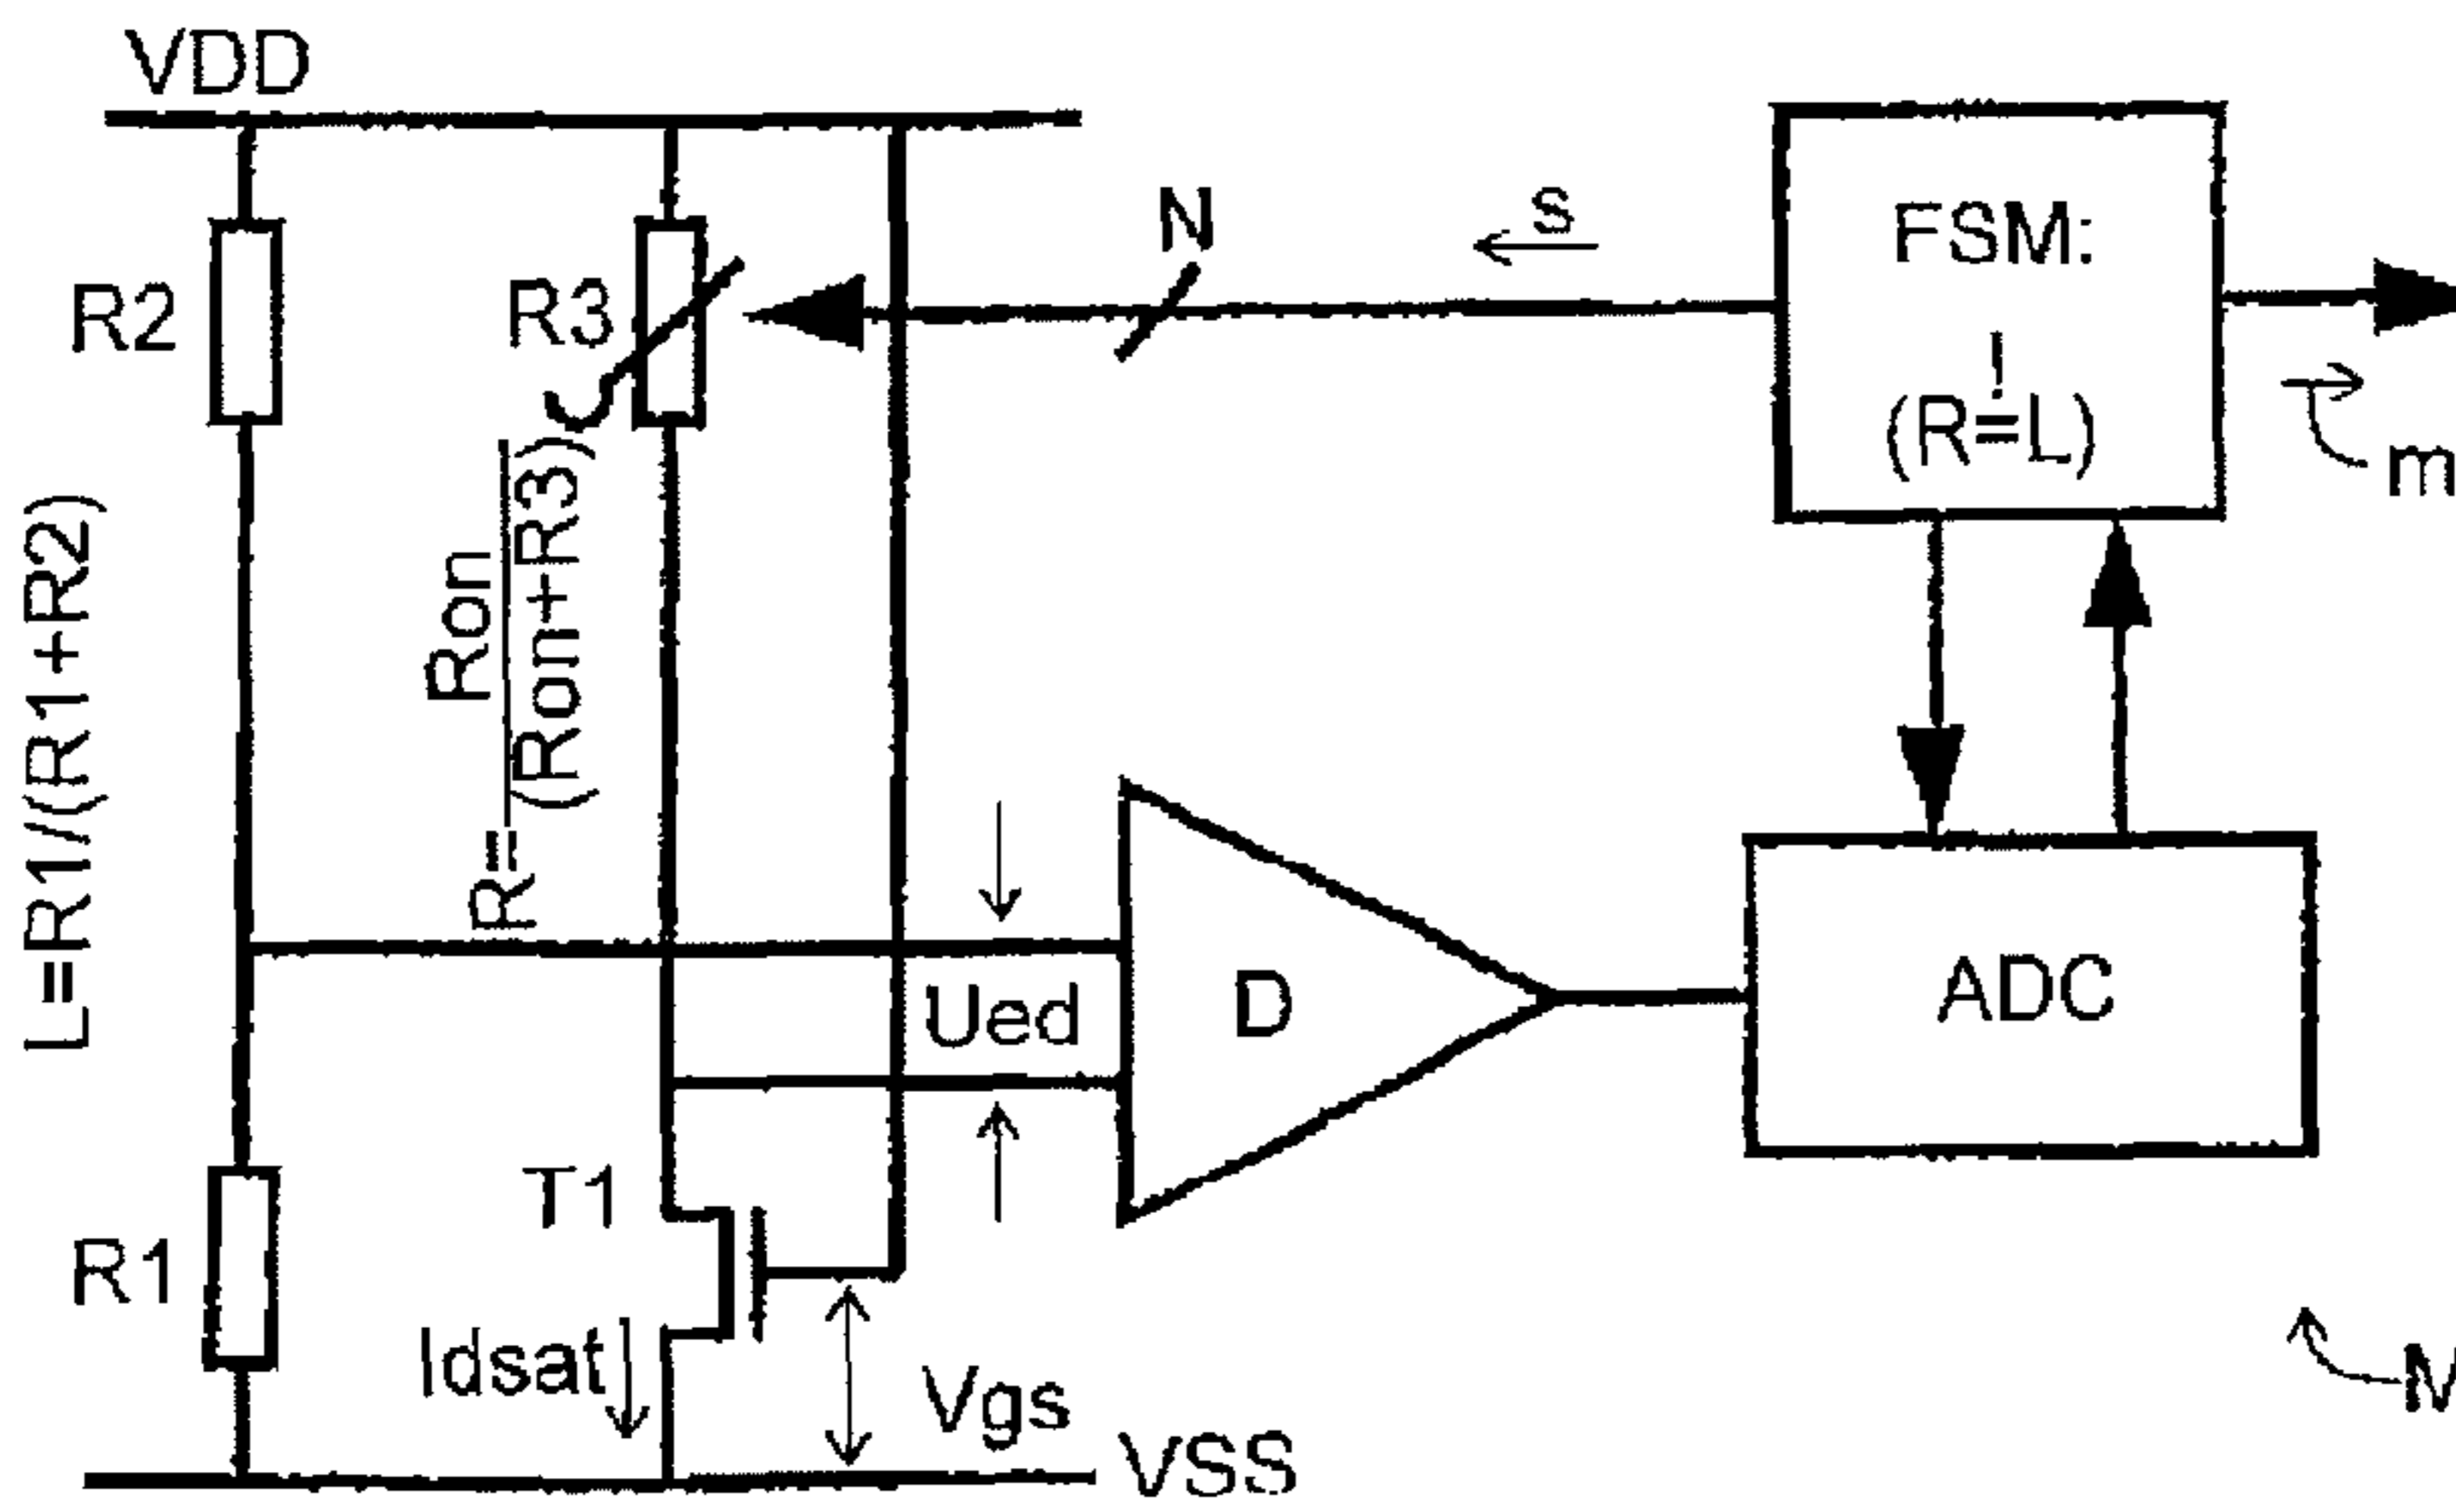 VDD
R2
R3
N
s
FSM:
!
(R=L)
m
L=R1/(R1+R2)
R=
Ron
(Ron+R3)
Ued
D
ADC
T1
R1
Idsat
Vgs
VSS